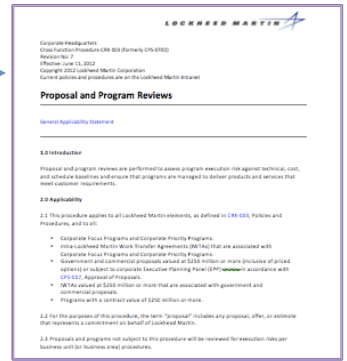 LOCKHEED MARTIN
Corporate Headquarters
Cross Function Procedure CRX-003 (formerly CPS-0700)
Revision No: 7
Effective: June 11, 2012
Copyright 2012 Lockheed Martin Corporation
Current policies and procedures are on the Lockheed Martin Intranet
Proposal and Program Reviews
General Applicability Statement
1.0 Introduction
Proposal and program reviews are performed to assess program execution risk against technical, cost,
and schedule baselines and ensure that programs are managed to deliver products and services that
meet customer requirements.
2.0 Applicability
2.1 This procedure applies to all Lockheed Martin elements, as defined in CRX-003, Policies and
Procedures, and to all:
• Corporate Focus Programs and Corporate Priority Programs.
• Intra-Lockheed Martin Work Transfer Agreements (IWTAs) that are associated with
Corporate Focus Programs and Corporate Priority Programs.
• Government and commercial proposals valued at $250 million or more (inclusive of priced
options) or subject to corporate Executive Planning Panel (EPP) review in accordance with
CPS-017, Approval of Proposals.
• IWTAs valued at $250 million or more that are associated with government and
commercial proposals.
• Programs with a contract value of $250 million or more.
2.2 For the purposes of this procedure, the term "proposal" includes any proposal, offer, or estimate
that represents a commitment on behalf of Lockheed Martin.
2.3 Proposals and programs not subject to this procedure will be reviewed for execution risks per
business unit (or business area) procedures.